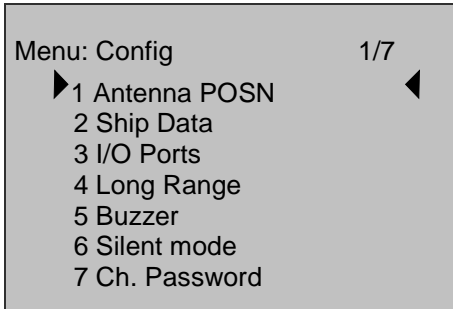 Menu: Config 1/7
1 Antenna POSN
2 Ship Data
3 I/O Ports
4 Long Range
5 Buzzer
6 Silent mode
7 Ch. Password